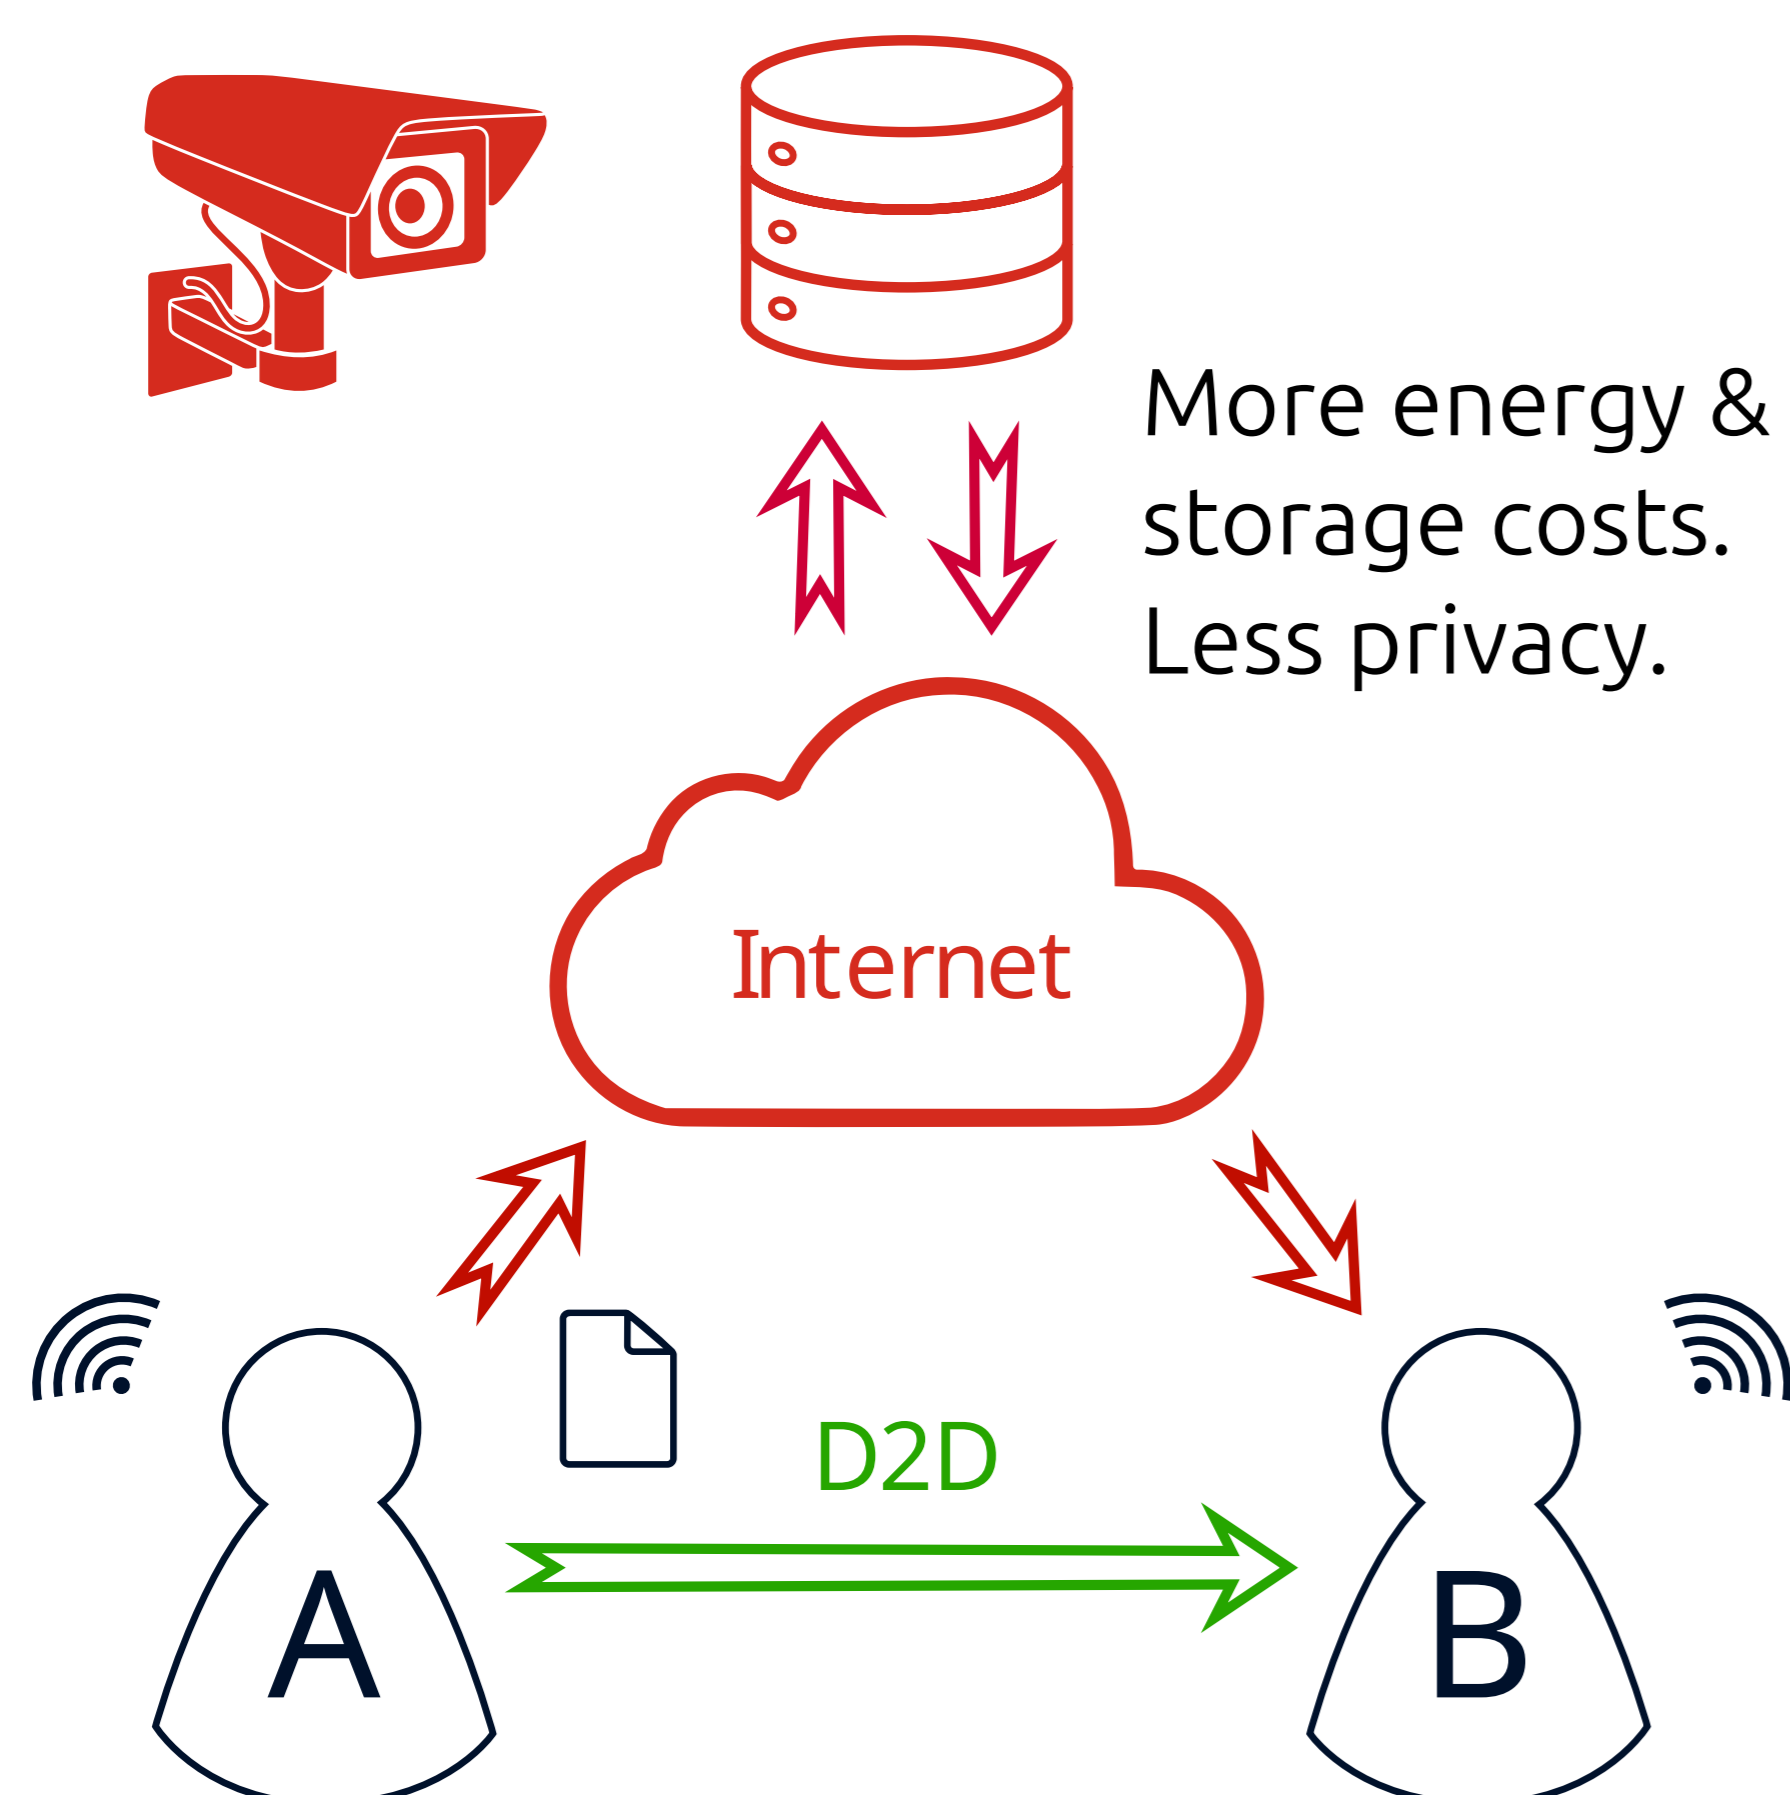 More energy &
storage costs.
Less privacy.
Internet
D2D
A
B